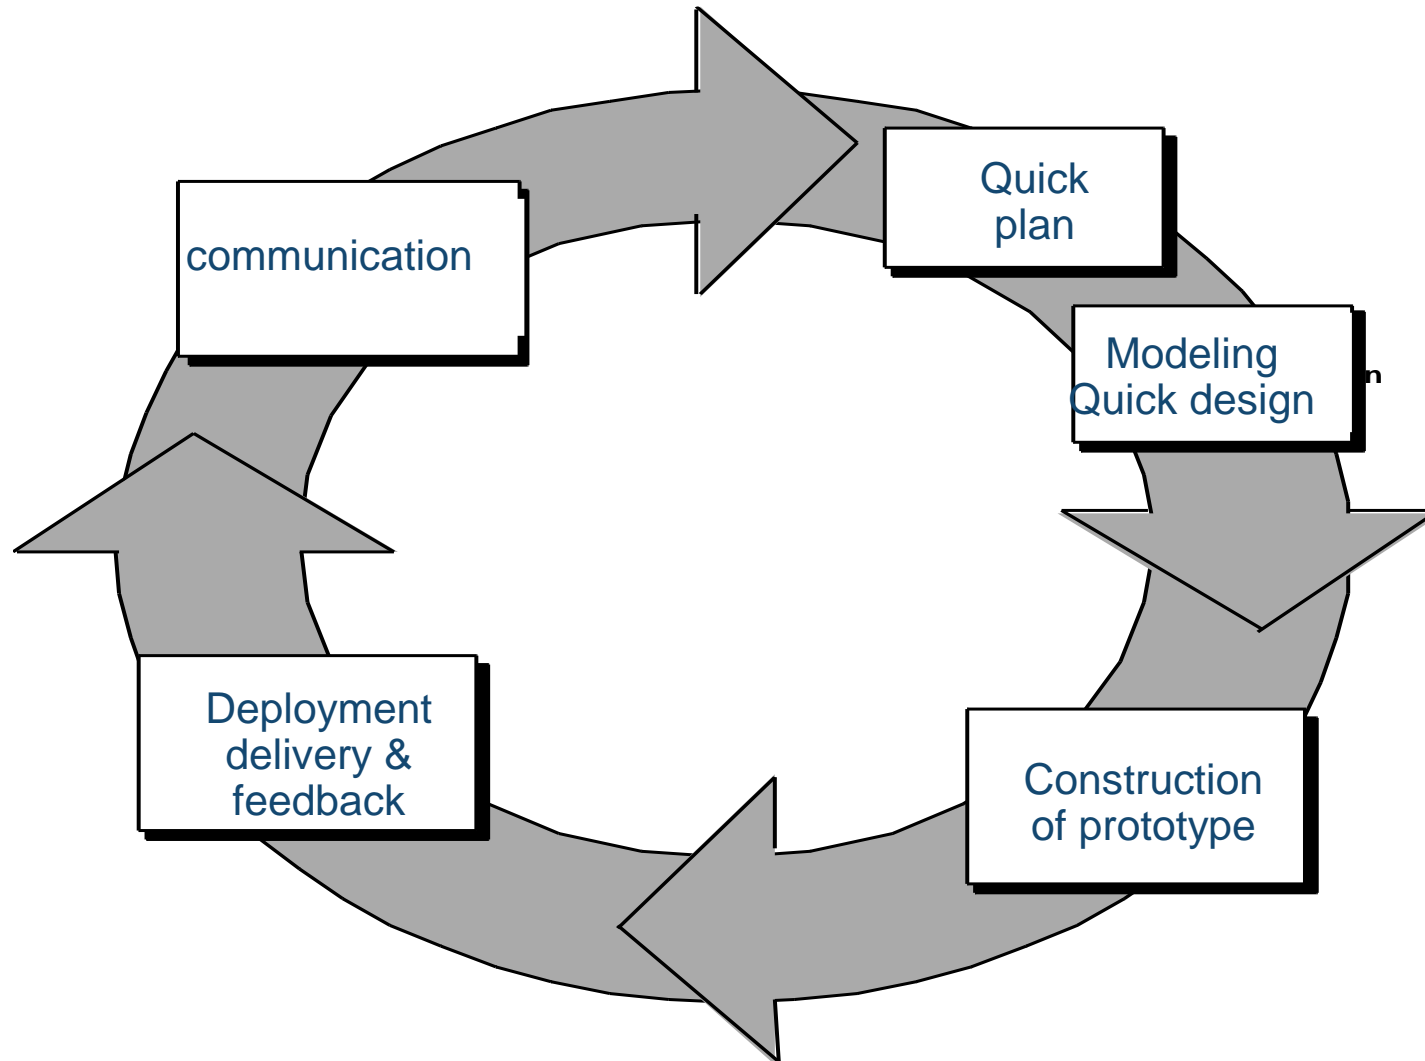 communication
Quick
plan
Modeling
Quick design
n
Construction
of prototype
Deployment
delivery &
feedback